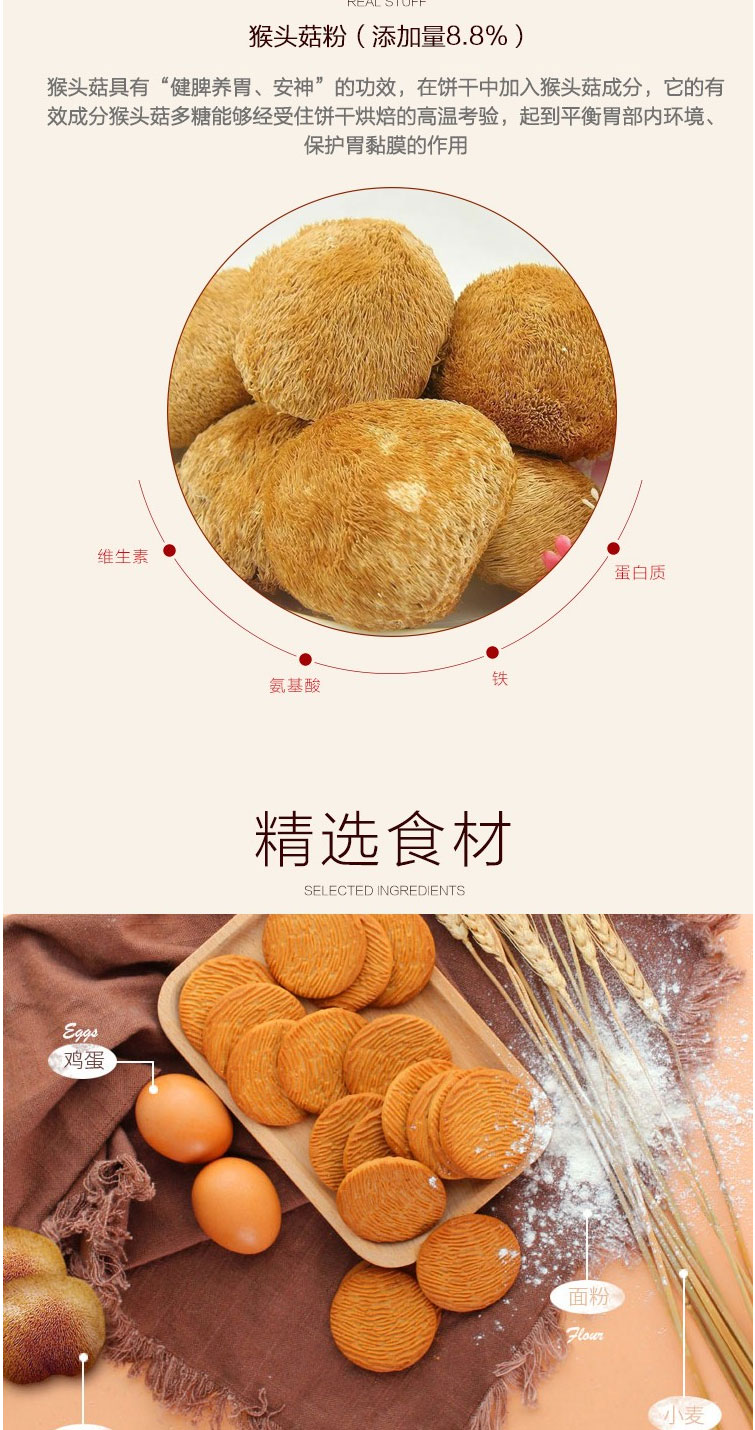 REAL STUFF
猴头菇粉（添加量8.8%）
猴头菇具有“健脾养胃、安神”的功效，在饼干中加入猴头菇成分，它的有
效成分猴头菇多糖能够经受住饼干烘焙的高温考验，起到平衡胃部内环境、
保护胃黏膜的作用
维生素
蛋白质
氨基酸
铁
精选食材
SELECTED INGREDIENTS
Eggs
鸡蛋
面粉
Flour
小麦